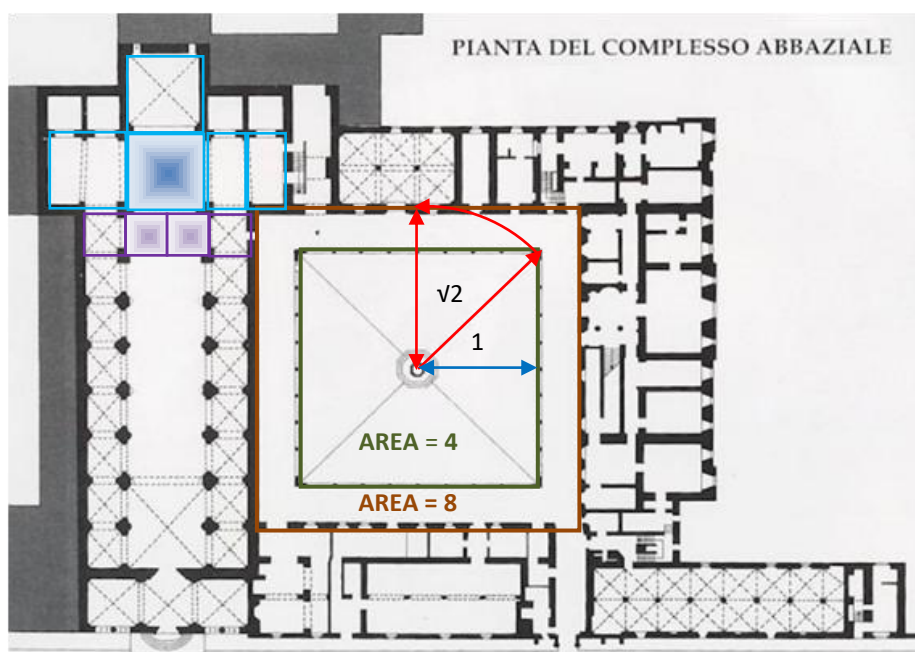 PIANTA DEL COMPLESSO ABBAZIALE
√2
1
AREA = 4
AREA = 8